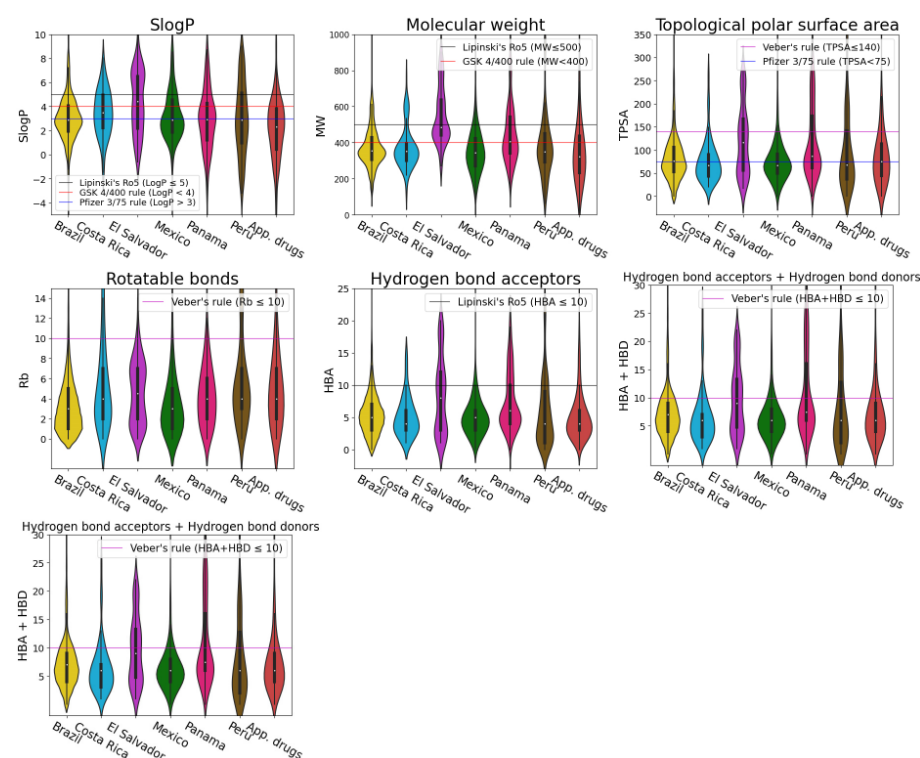 SlogP
10
8
6
4
2
0
−2
−4
SlogP
Lipinski's Ro5 (LogP ≤ 5)
GSK 4/400 rule (LogP < 4)
Pfizer 3/75 rule (LogP > 3)
Brazil
Costa Rica
El Salvador
Mexico
Panama
Peru
App. drugs
Molecular weight
1000
800
600
400
200
0
MW
Lipinski's Ro5 (MW≤500)
GSK 4/400 rule (MW<400)
Brazil
Costa Rica
El Salvador
Mexico
Panama
Peru
App. drugs
Topological polar surface area
350
300
250
200
150
100
50
0
TPSA
Veber's rule (TPSA≤140)
Pfizer 3/75 rule (TPSA<75)
Brazil
Costa Rica
El Salvador
Mexico
Panama
Peru
App. drugs
Rotatable bonds
14
12
10
8
6
4
2
0
Rb
Veber's rule (Rb ≤ 10)
Brazil
Costa Rica
El Salvador
Mexico
Panama
Peru
App. drugs
Hydrogen bond acceptors
25
20
15
10
5
0
HBA
Lipinski's Ro5 (HBA ≤ 10)
Brazil
Costa Rica
El Salvador
Mexico
Panama
Peru
App. drugs
Hydrogen bond acceptors + Hydrogen bond donors
30
25
20
15
10
5
HBA + HBD
Veber's rule (HBA+HBD ≤ 10)
Brazil
Costa Rica
El Salvador
Mexico
Panama
Peru
App. drugs
Hydrogen bond acceptors + Hydrogen bond donors
30
25
20
15
10
5
HBA + HBD
Veber's rule (HBA+HBD ≤ 10)
Brazil
Costa Rica
El Salvador
Mexico
Panama
Peru
App. drugs